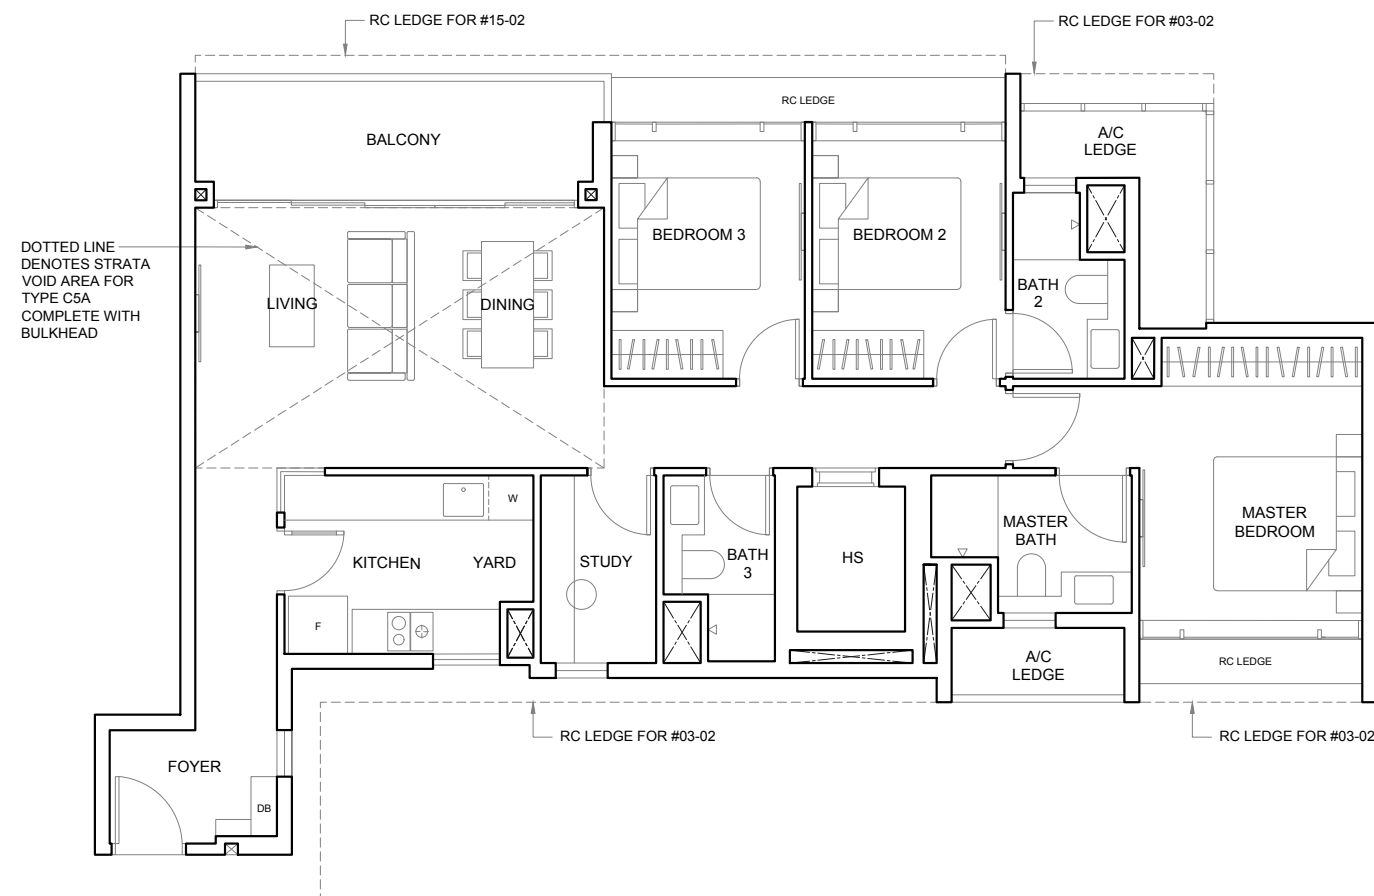 RC LEDGE FOR #15-02
RC LEDGE FOR #03-02
RC LEDGE
BALCONY
A/C
LEDGE
DOTTED LINE
DENOTES STRATA
VOID AREA FOR
TYPE C5A
COMPLETE WITH
BULKHEAD
LIVING
DINING
BEDROOM 3
BEDROOM 2
BATH
2
W
KITCHEN
YARD
F
STUDY
BATH
3
HS
MASTER
BATH
MASTER
BEDROOM
A/C
LEDGE
RC LEDGE
RC LEDGE FOR #03-02
RC LEDGE FOR #03-02
FOYER
DB